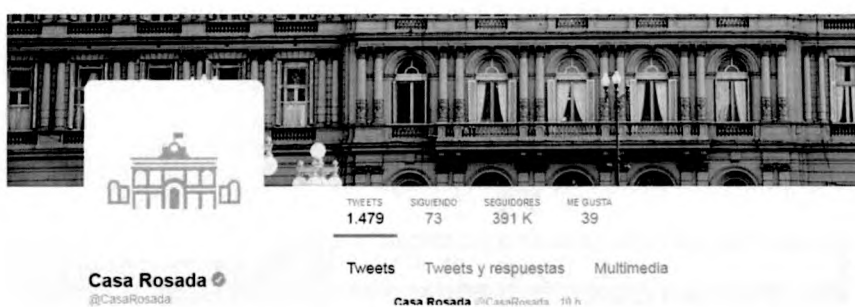 TWEETS SIGUIENDO SEGUIDORES ME GUSTA
1.479 73 391 K 39
Tweets Tweets y respuestas Multimedia
Casa Rosada
@CasaRosada
Casa Rosada @CasaRosada 19 h